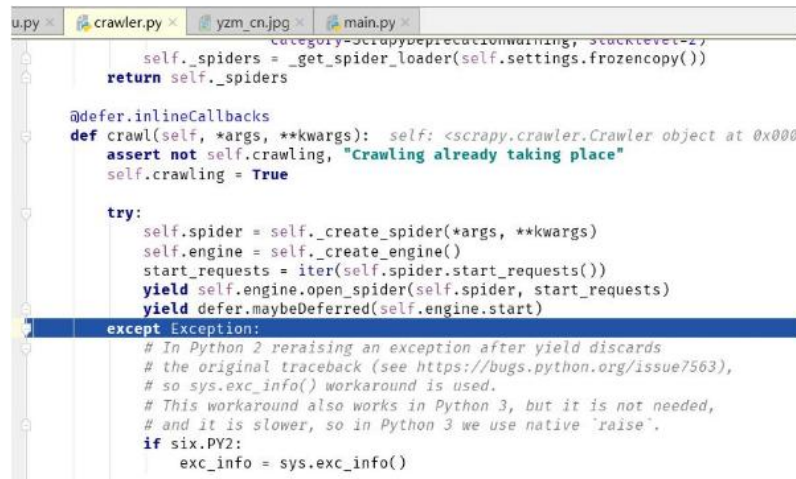 u.py crawler.py yzm_cn.jpg main.py
category=ScrapyDeprecationWarning, stacklevel=2)
self._spiders = _get_spider_loader(self.settings.frozencopy())
return self._spiders
@defer.inlineCallbacks
def crawl(self, *args, **kwargs): self: <scrapy.crawler.Crawler object at 0x000
assert not self.crawling, "Crawling already taking place"
self.crawling = True
try:
self.spider = self._create_spider(*args, **kwargs)
self.engine = self._create_engine()
start_requests = iter(self.spider.start_requests())
yield self.engine.open_spider(self.spider, start_requests)
yield defer.maybeDeferred(self.engine.start)
except Exception:
# In Python 2 reraising an exception after yield discards
# the original traceback (see https://bugs.python.org/issue7563),
# so sys.exc_info() workaround is used.
# This workaround also works in Python 3, but it is not needed,
# and it is slower, so in Python 3 we use native `raise`.
if six.PY2:
exc_info = sys.exc_info()